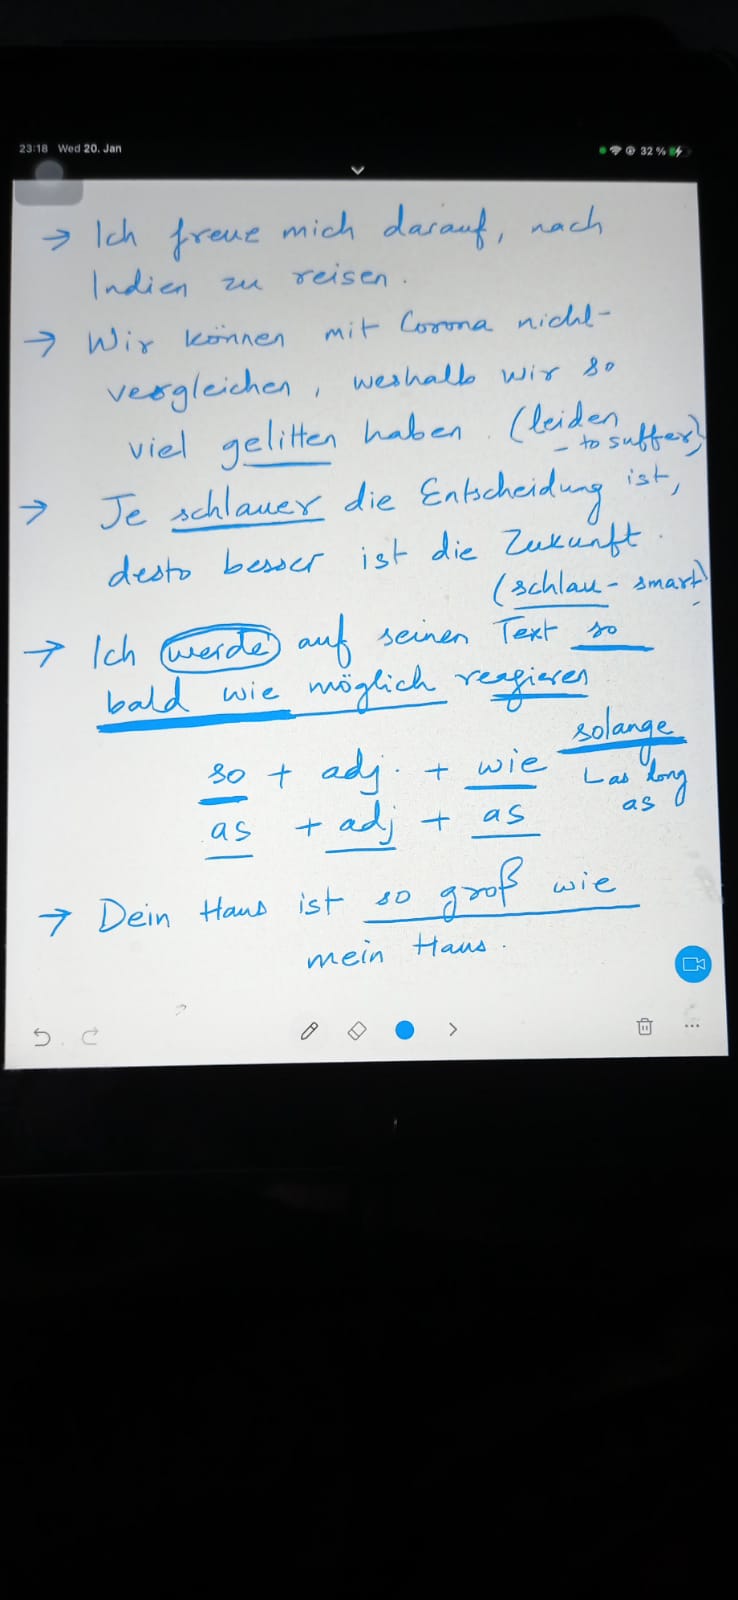 23:18 Wed 20. Jan
32 %
→ Ich freue mich darauf, nach
Indien zu reisen.
→ Wir können mit Corona nicht
vergleichen, weshalb wir so
viel gelitten haben. (leiden
- to suffer)
→ Je schlauer die Entscheidung ist,
desto besser ist die Zukunft.
(schlau - smart)
→ Ich werde auf seinen Text so
bald wie möglich reagieren
solange
so + adj. + wie
as long
as
as + adj + as
→ Dein Haus ist so groß wie
mein Haus.